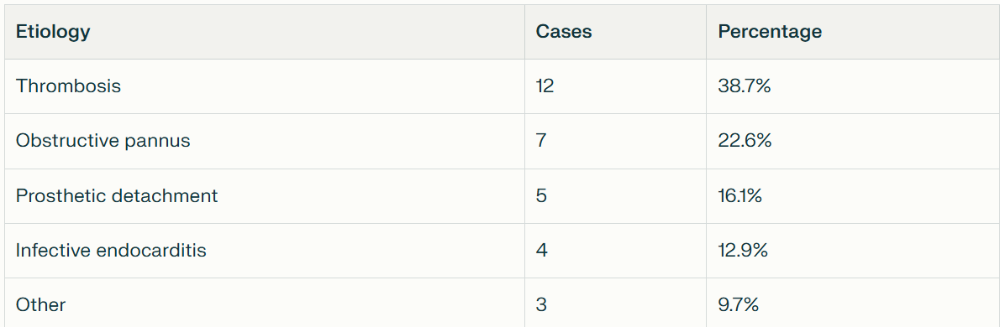 Etiology Cases Percentage
Thrombosis 12 38.7%
Obstructive pannus 7 22.6%
Prosthetic detachment 5 16.1%
Infective endocarditis 4 12.9%
Other 3 9.7%